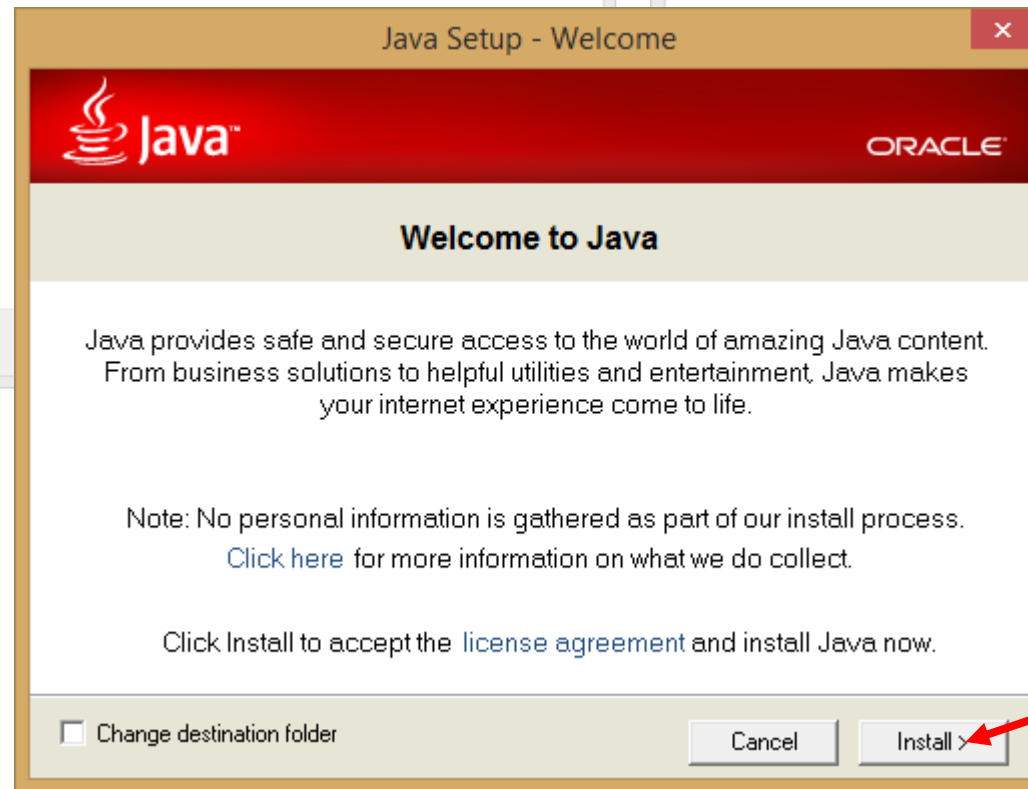 Java Setup - Welcome
×
Java™
ORACLE
Welcome to Java
Java provides safe and secure access to the world of amazing Java content.
From business solutions to helpful utilities and entertainment, Java makes
your internet experience come to life.
Note: No personal information is gathered as part of our install process.
Click here for more information on what we do collect.
Click Install to accept the license agreement and install Java now.
Change destination folder
Cancel
Install >